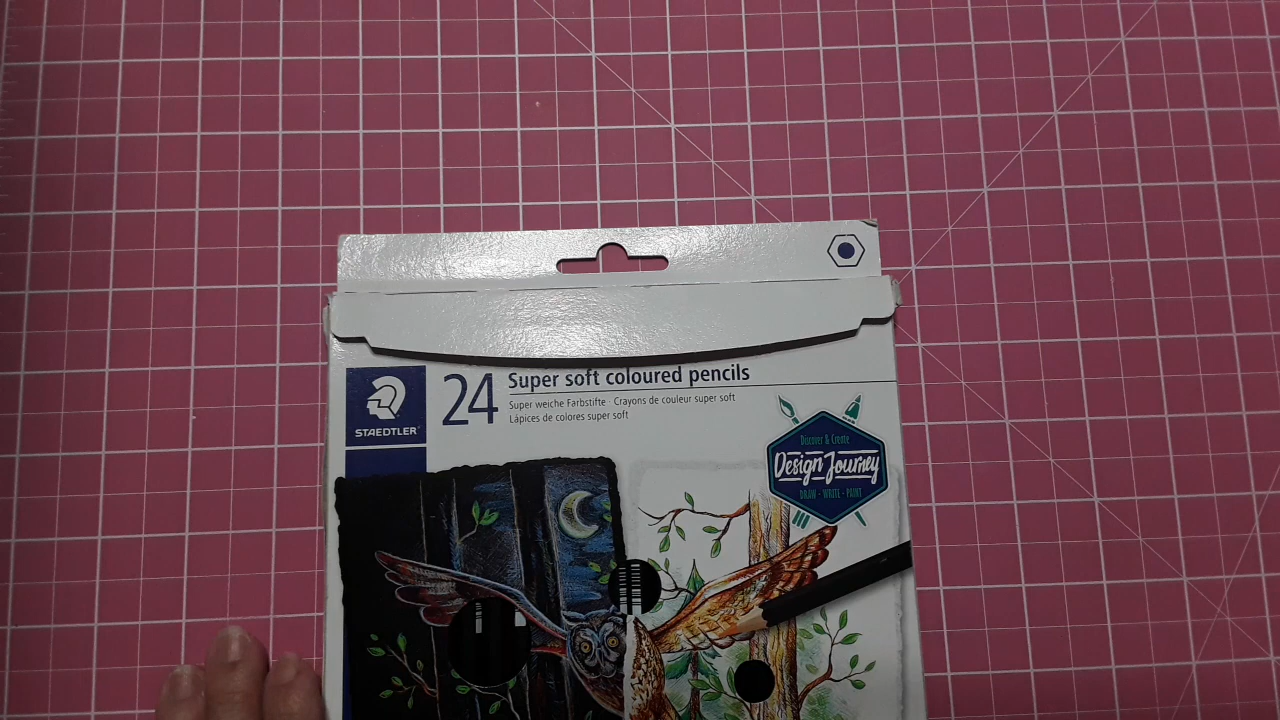 24
Super soft coloured pencils
Super weiche Farbstifte · Crayons de couleur super soft
Lápices de colores super soft
STAEDTLER
Discover & Create
Design Journey
DRAW · WRITE · PAINT